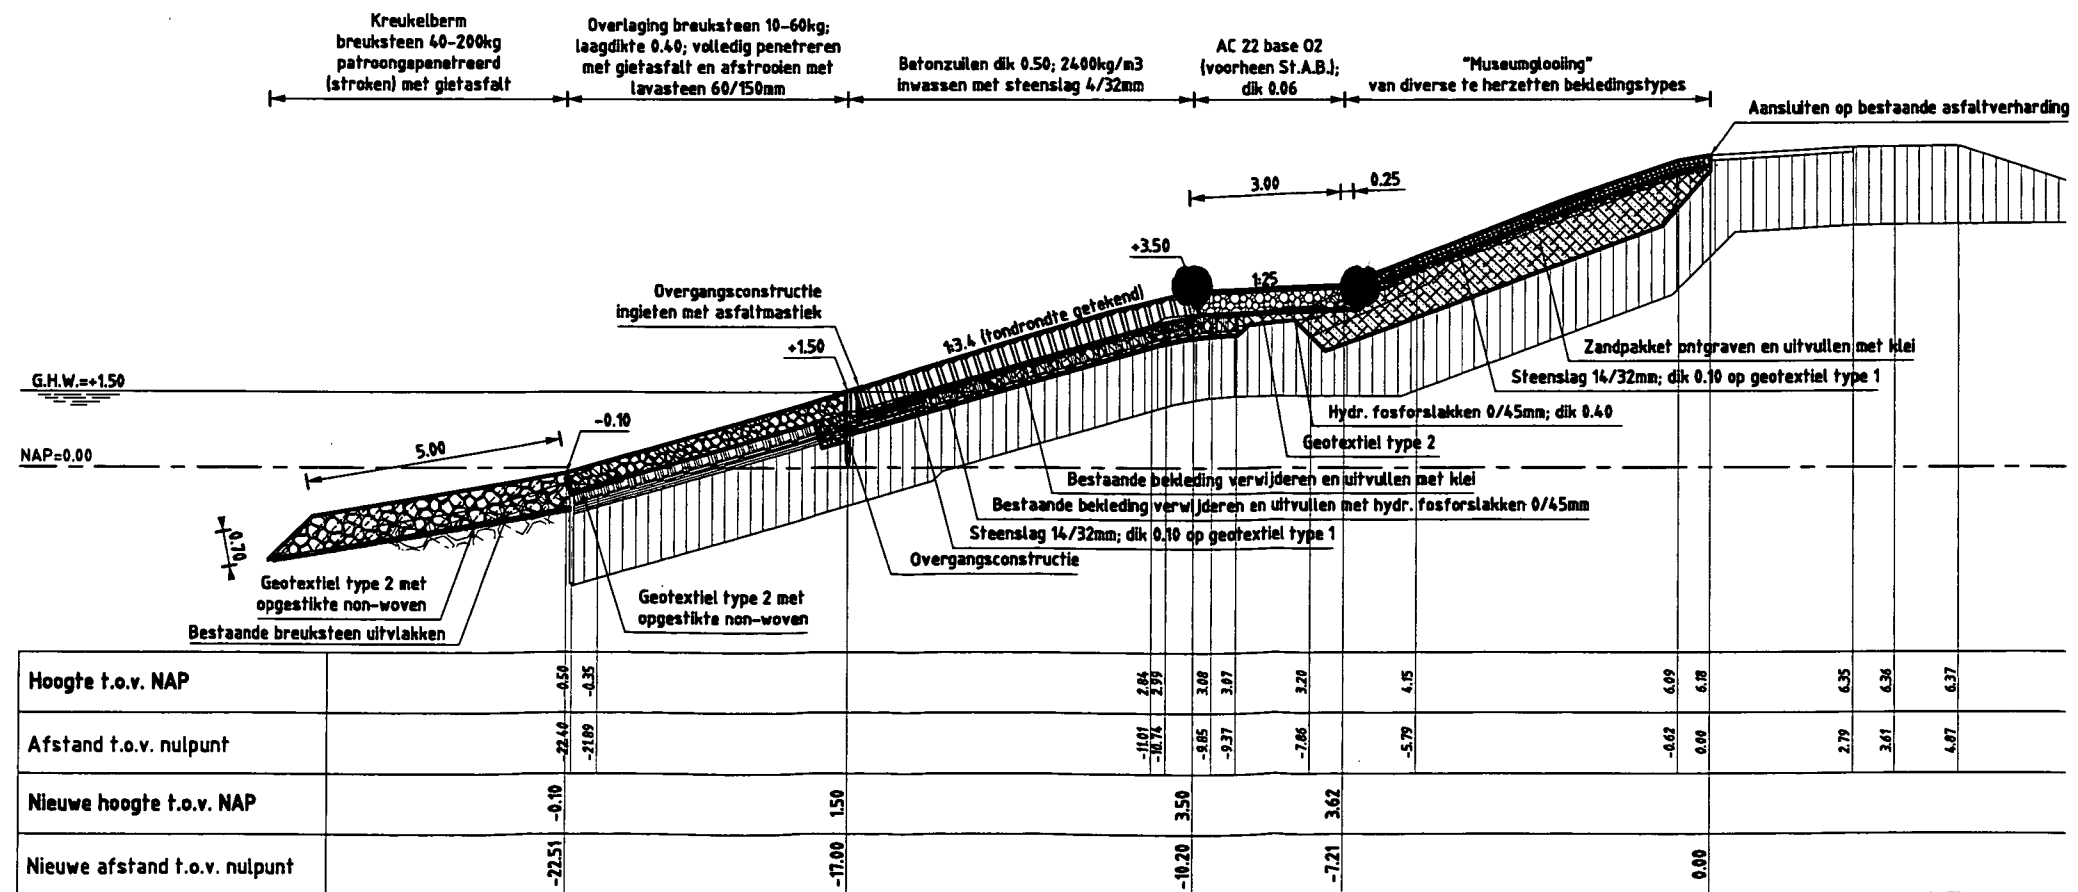 Kreukelberm
breuksteen 40-200kg
patroongepenetreerd
(stroken) met gietasfalt
Overlaging breuksteen 10-60kg;
laagdikte 0.40; volledig penetreren
met gietasfalt en afstrooien met
lavasteen 60/150mm
Betonzuilen dik 0.50; 2400kg/m3
inwassen met steenslag 4/32mm
AC 22 base O2
(voorheen St.A.B.);
dik 0.06
"Museumglooiing"
van diverse te herzetten bekledingstypes
Aansluiten op bestaande asfaltverharding
3.00
0.25
+3.50
1:25
Overgangsconstructie
ingieten met asfaltmastiek
1:3.4 (tondrondte getekend)
+1.50
G.H.W.=+1.50
-0.10
5.00
NAP=0.00
0.70
Zandpakket ontgraven en uitvullen met klei
Steenslag 14/32mm; dik 0.10 op geotextiel type 1
Hydr. fosforslakken 0/45mm; dik 0.40
Geotextiel type 2
Bestaande bekleding verwijderen en uitvullen met klei
Bestaande bekleding verwijderen en uitvullen met hydr. fosforslakken 0/45mm
Steenslag 14/32mm; dik 0.10 op geotextiel type 1
Overgangsconstructie
Geotextiel type 2 met
opgestikte non-woven
Geotextiel type 2 met
opgestikte non-woven
Bestaande breuksteen uitvlakken
Hoogte t.o.v. NAP -0.50 -0.35 2.84 2.99 3.08 3.07 3.20 4.15 6.09 6.18 6.35 6.36 6.37
Afstand t.o.v. nulpunt -22.40 -21.89 -11.01 -10.74 -9.85 -9.37 -7.86 -5.79 -0.62 0.00 2.79 3.61 4.87
Nieuwe hoogte t.o.v. NAP -0.10 1.50 3.50 3.62
Nieuwe afstand t.o.v. nulpunt -22.51 -17.00 -10.20 -7.21 0.00